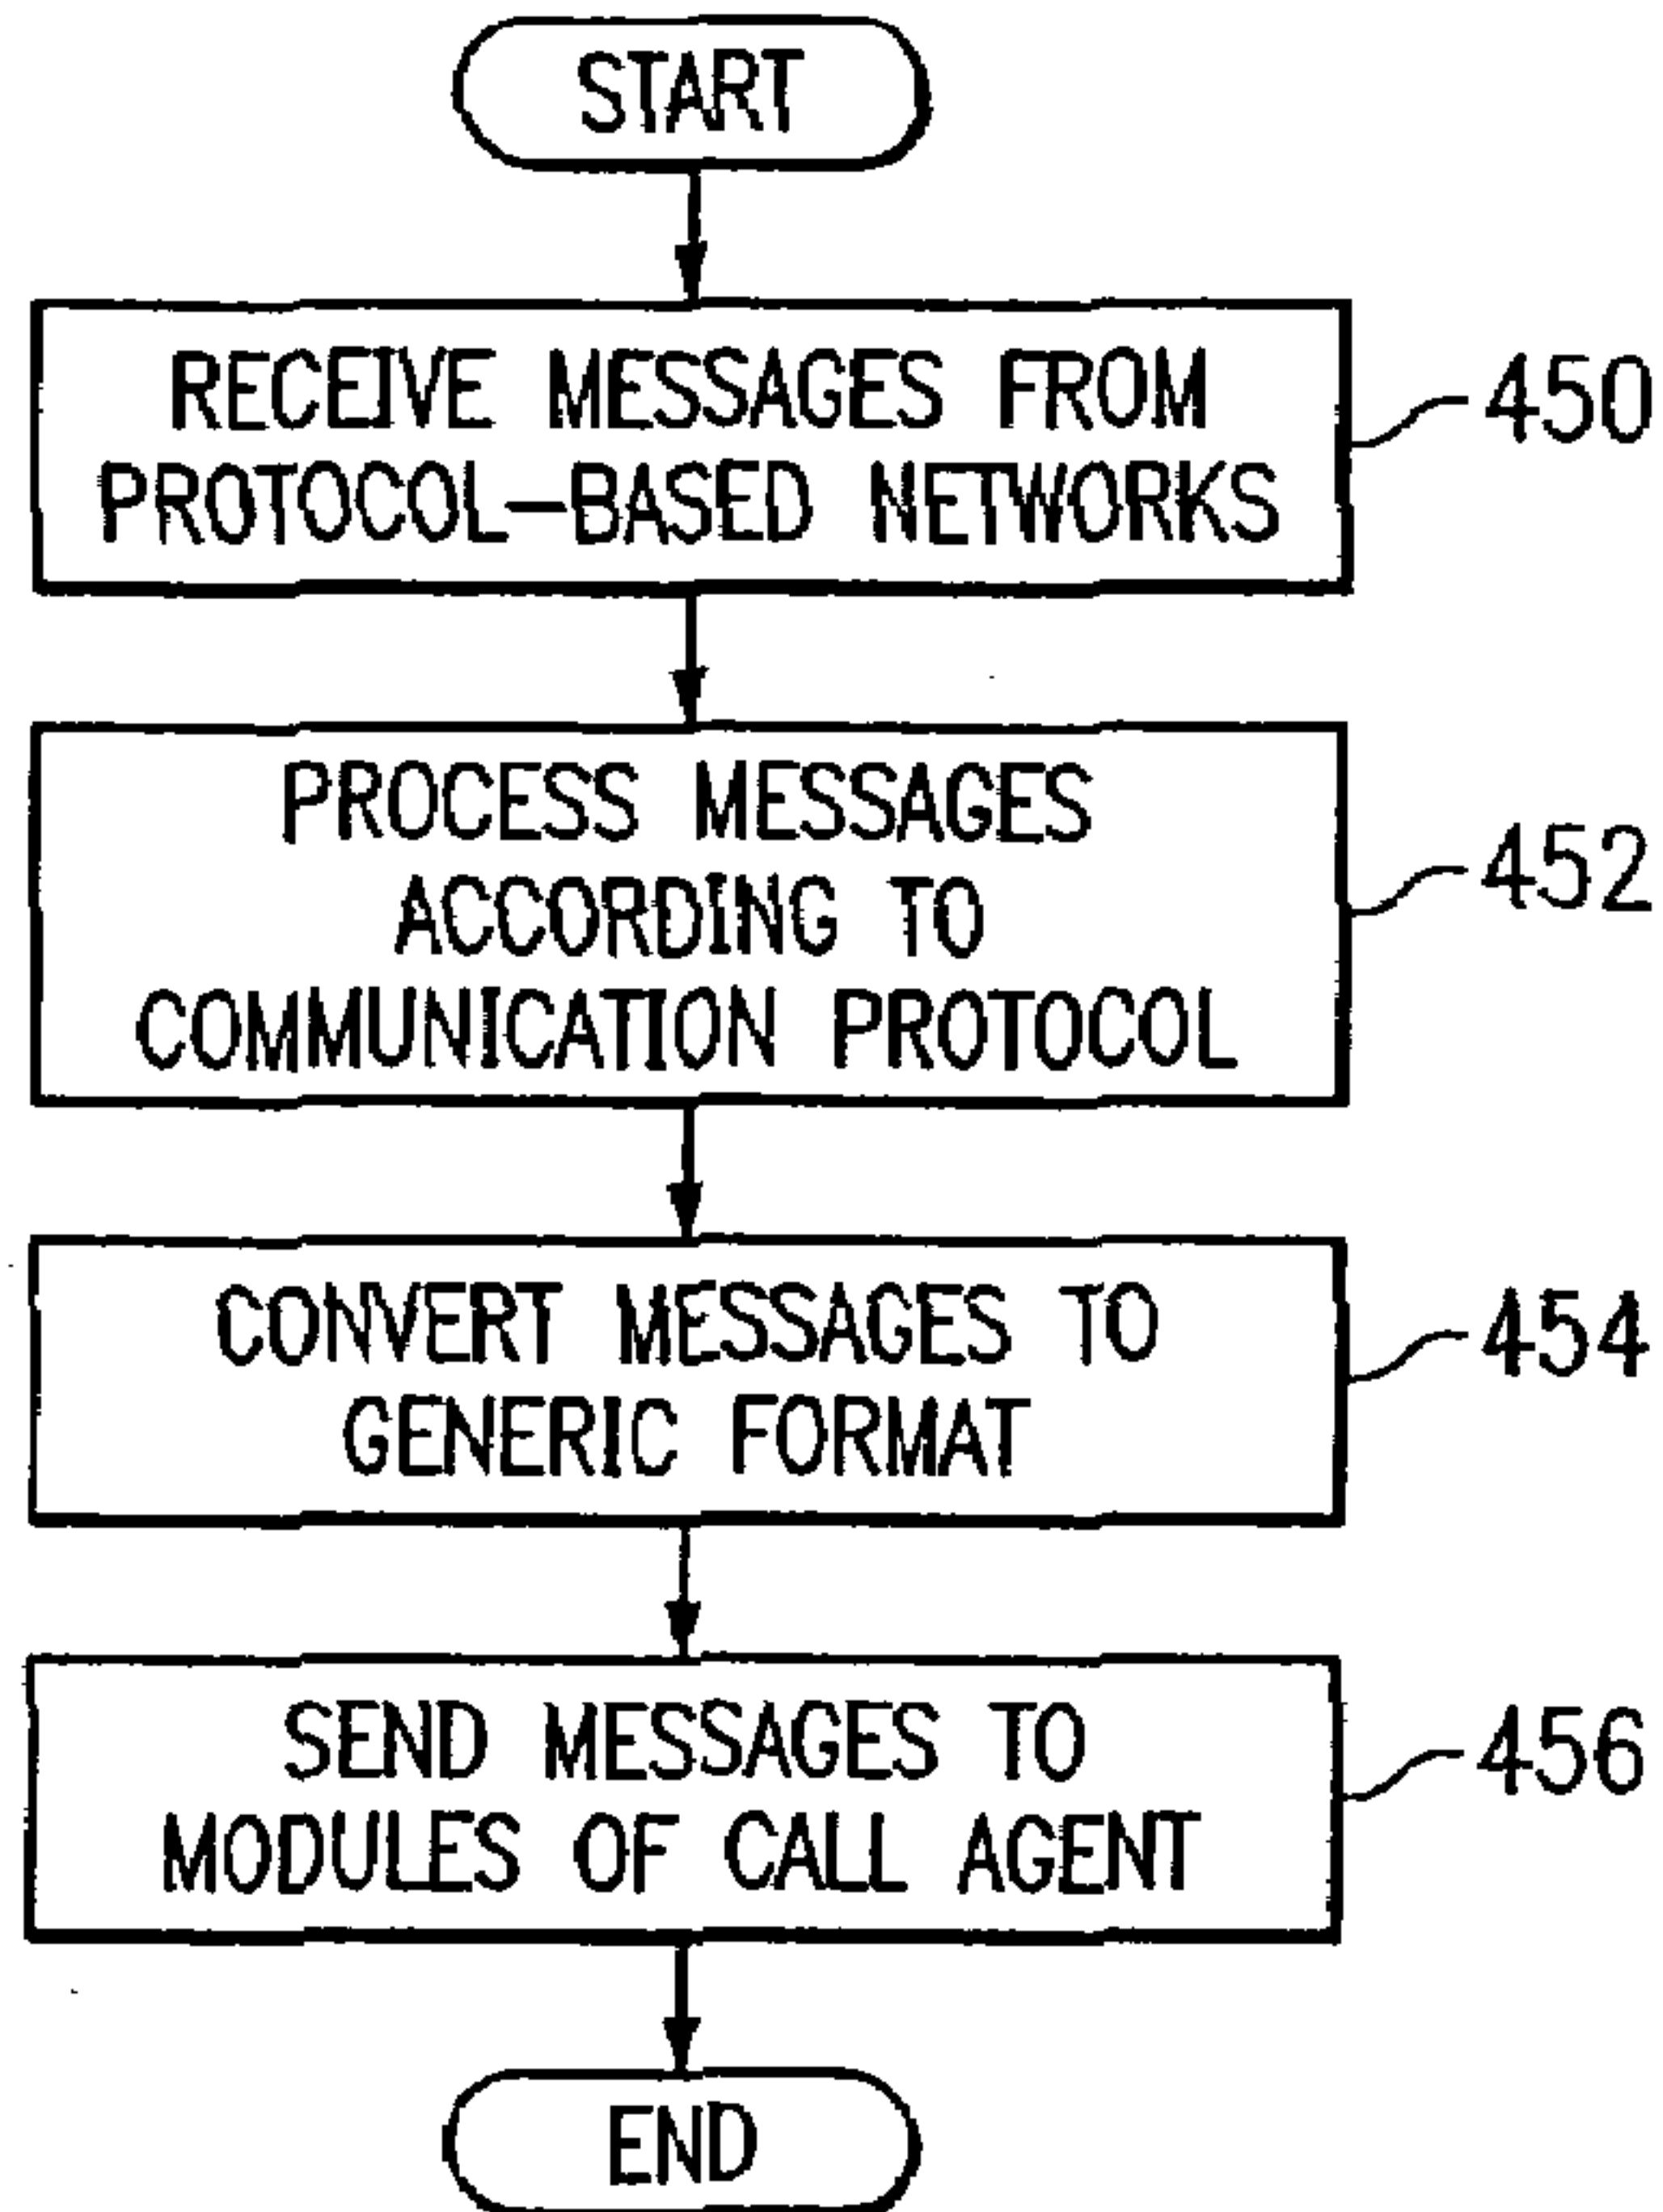 START
RECEIVE MESSAGES FROM
PROTOCOL-BASED NETWORKS
450
PROCESS MESSAGES
ACCORDING TO
COMMUNICATION PROTOCOL
452
CONVERT MESSAGES TO
GENERIC FORMAT
454
SEND MESSAGES TO
MODULES OF CALL AGENT
456
END